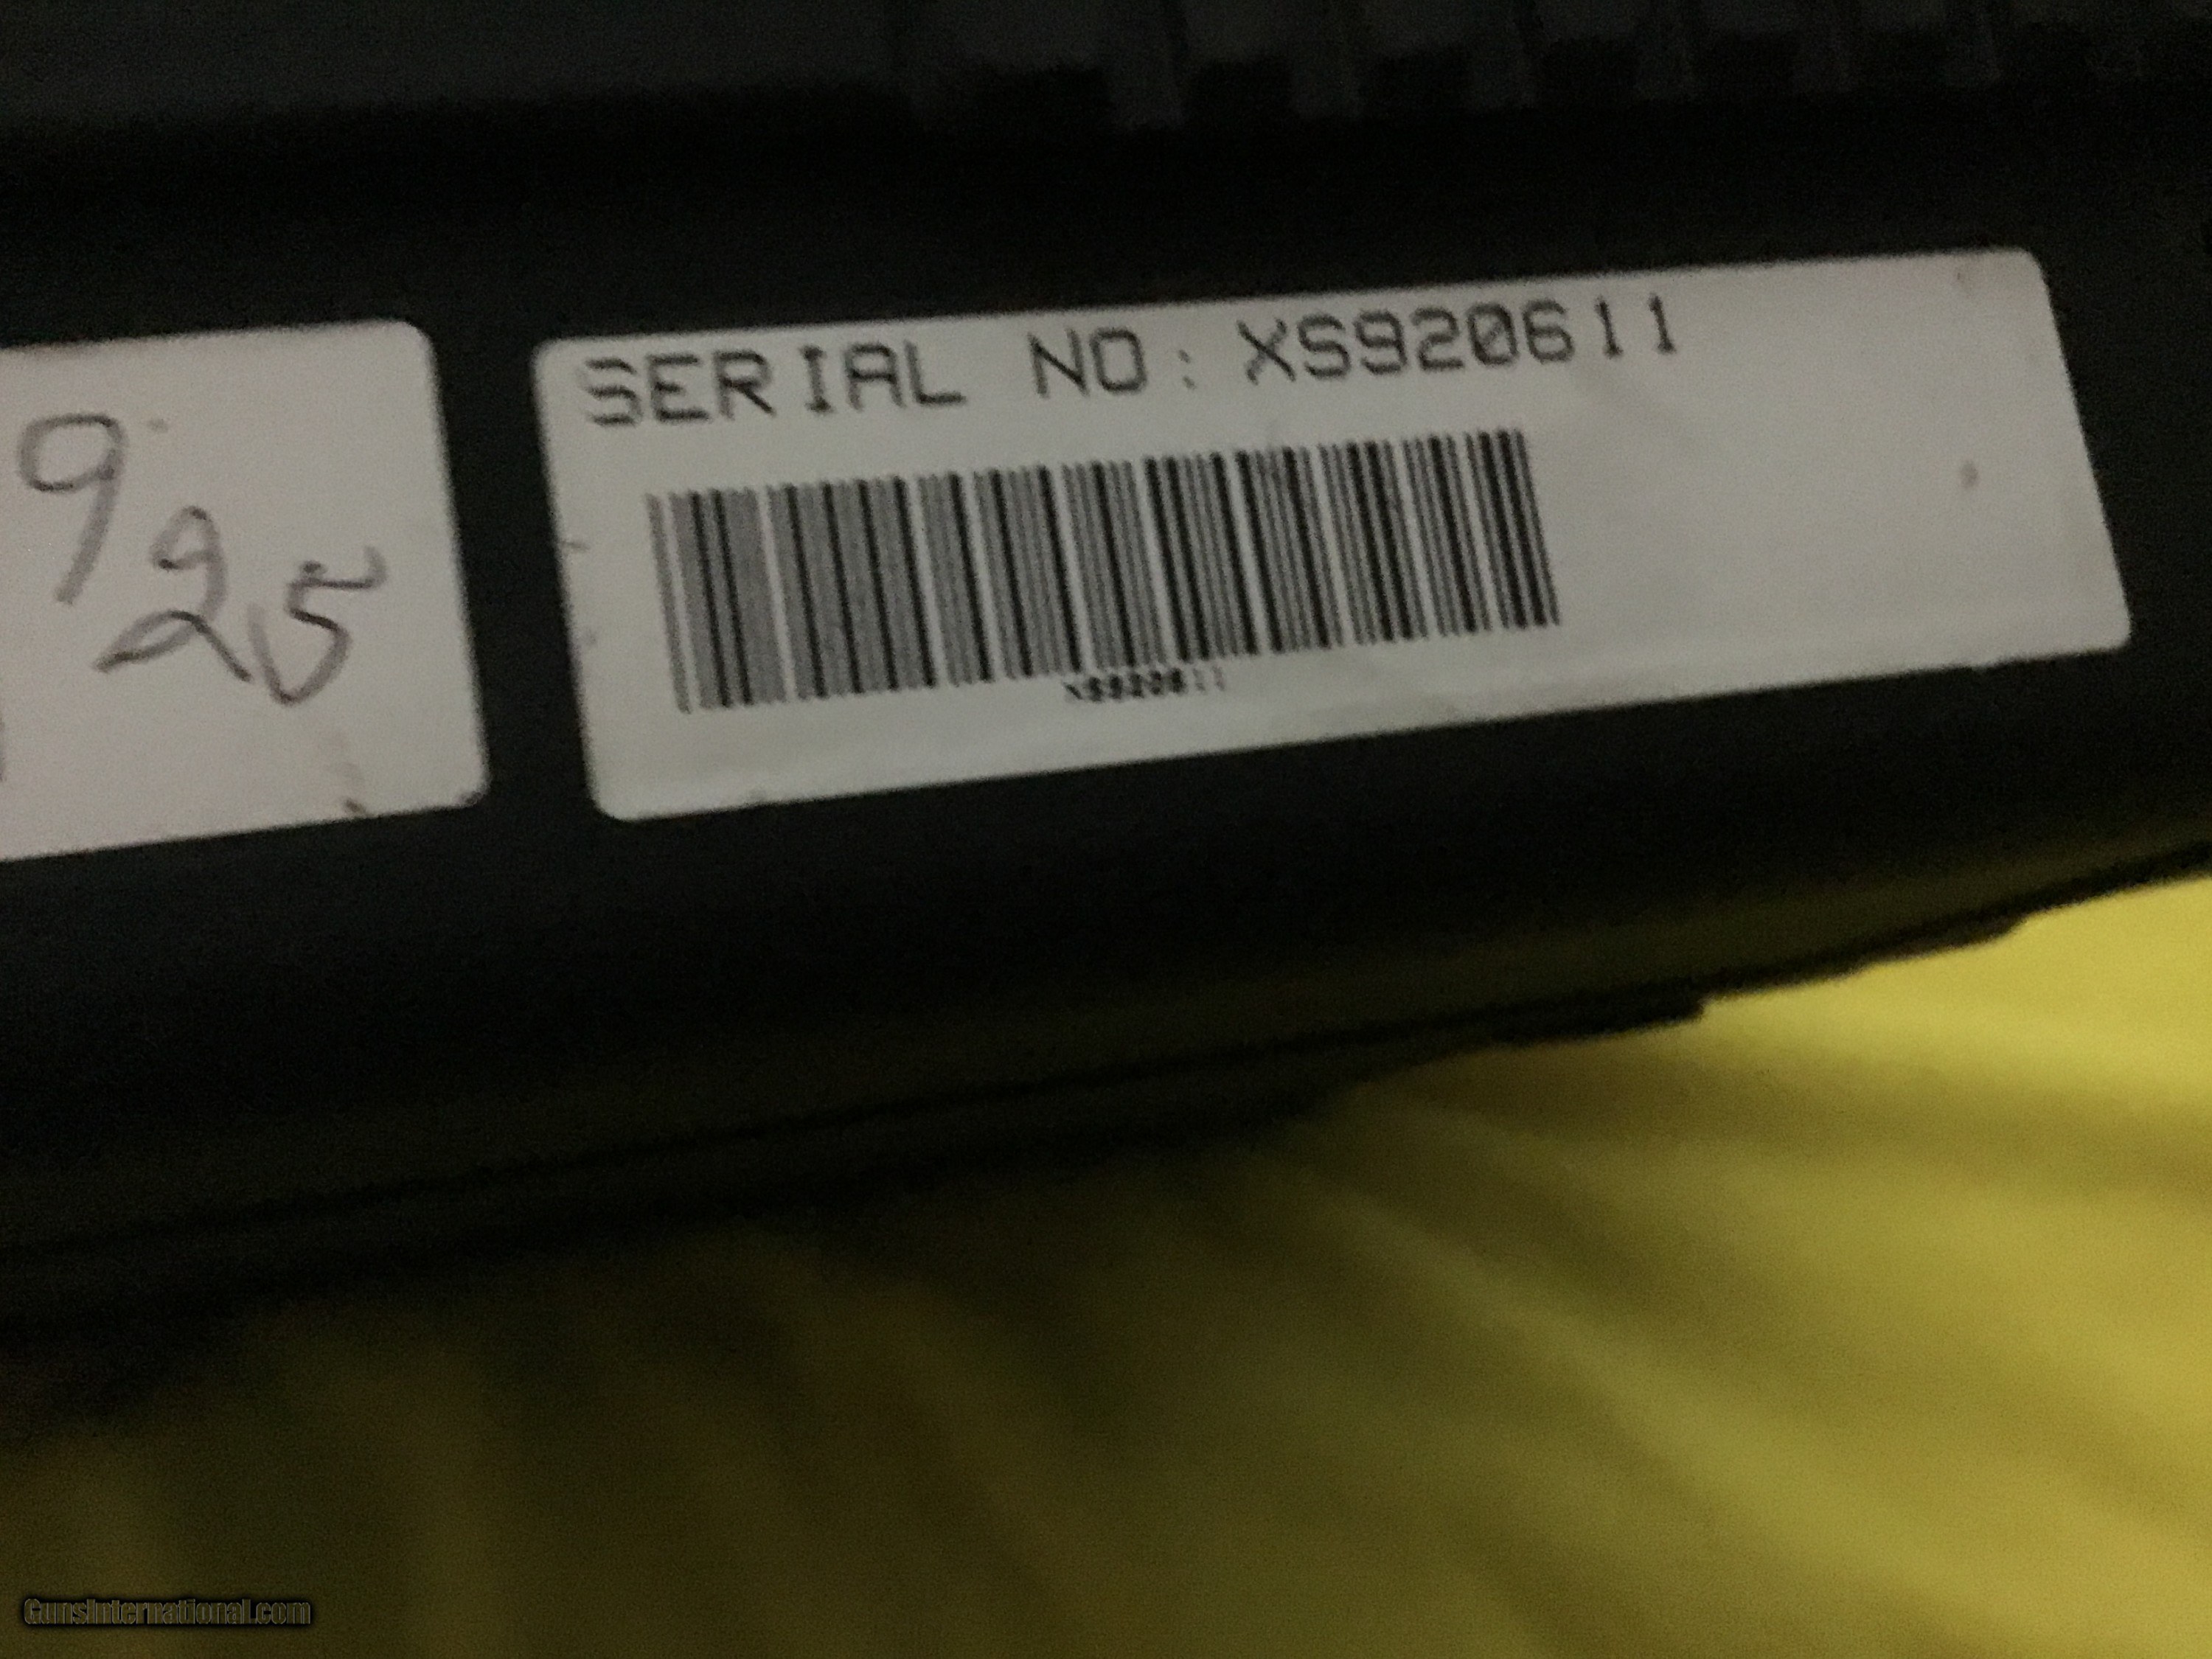 SERIAL NO: XS920611
XS920611
9
25
GunsInternational.com